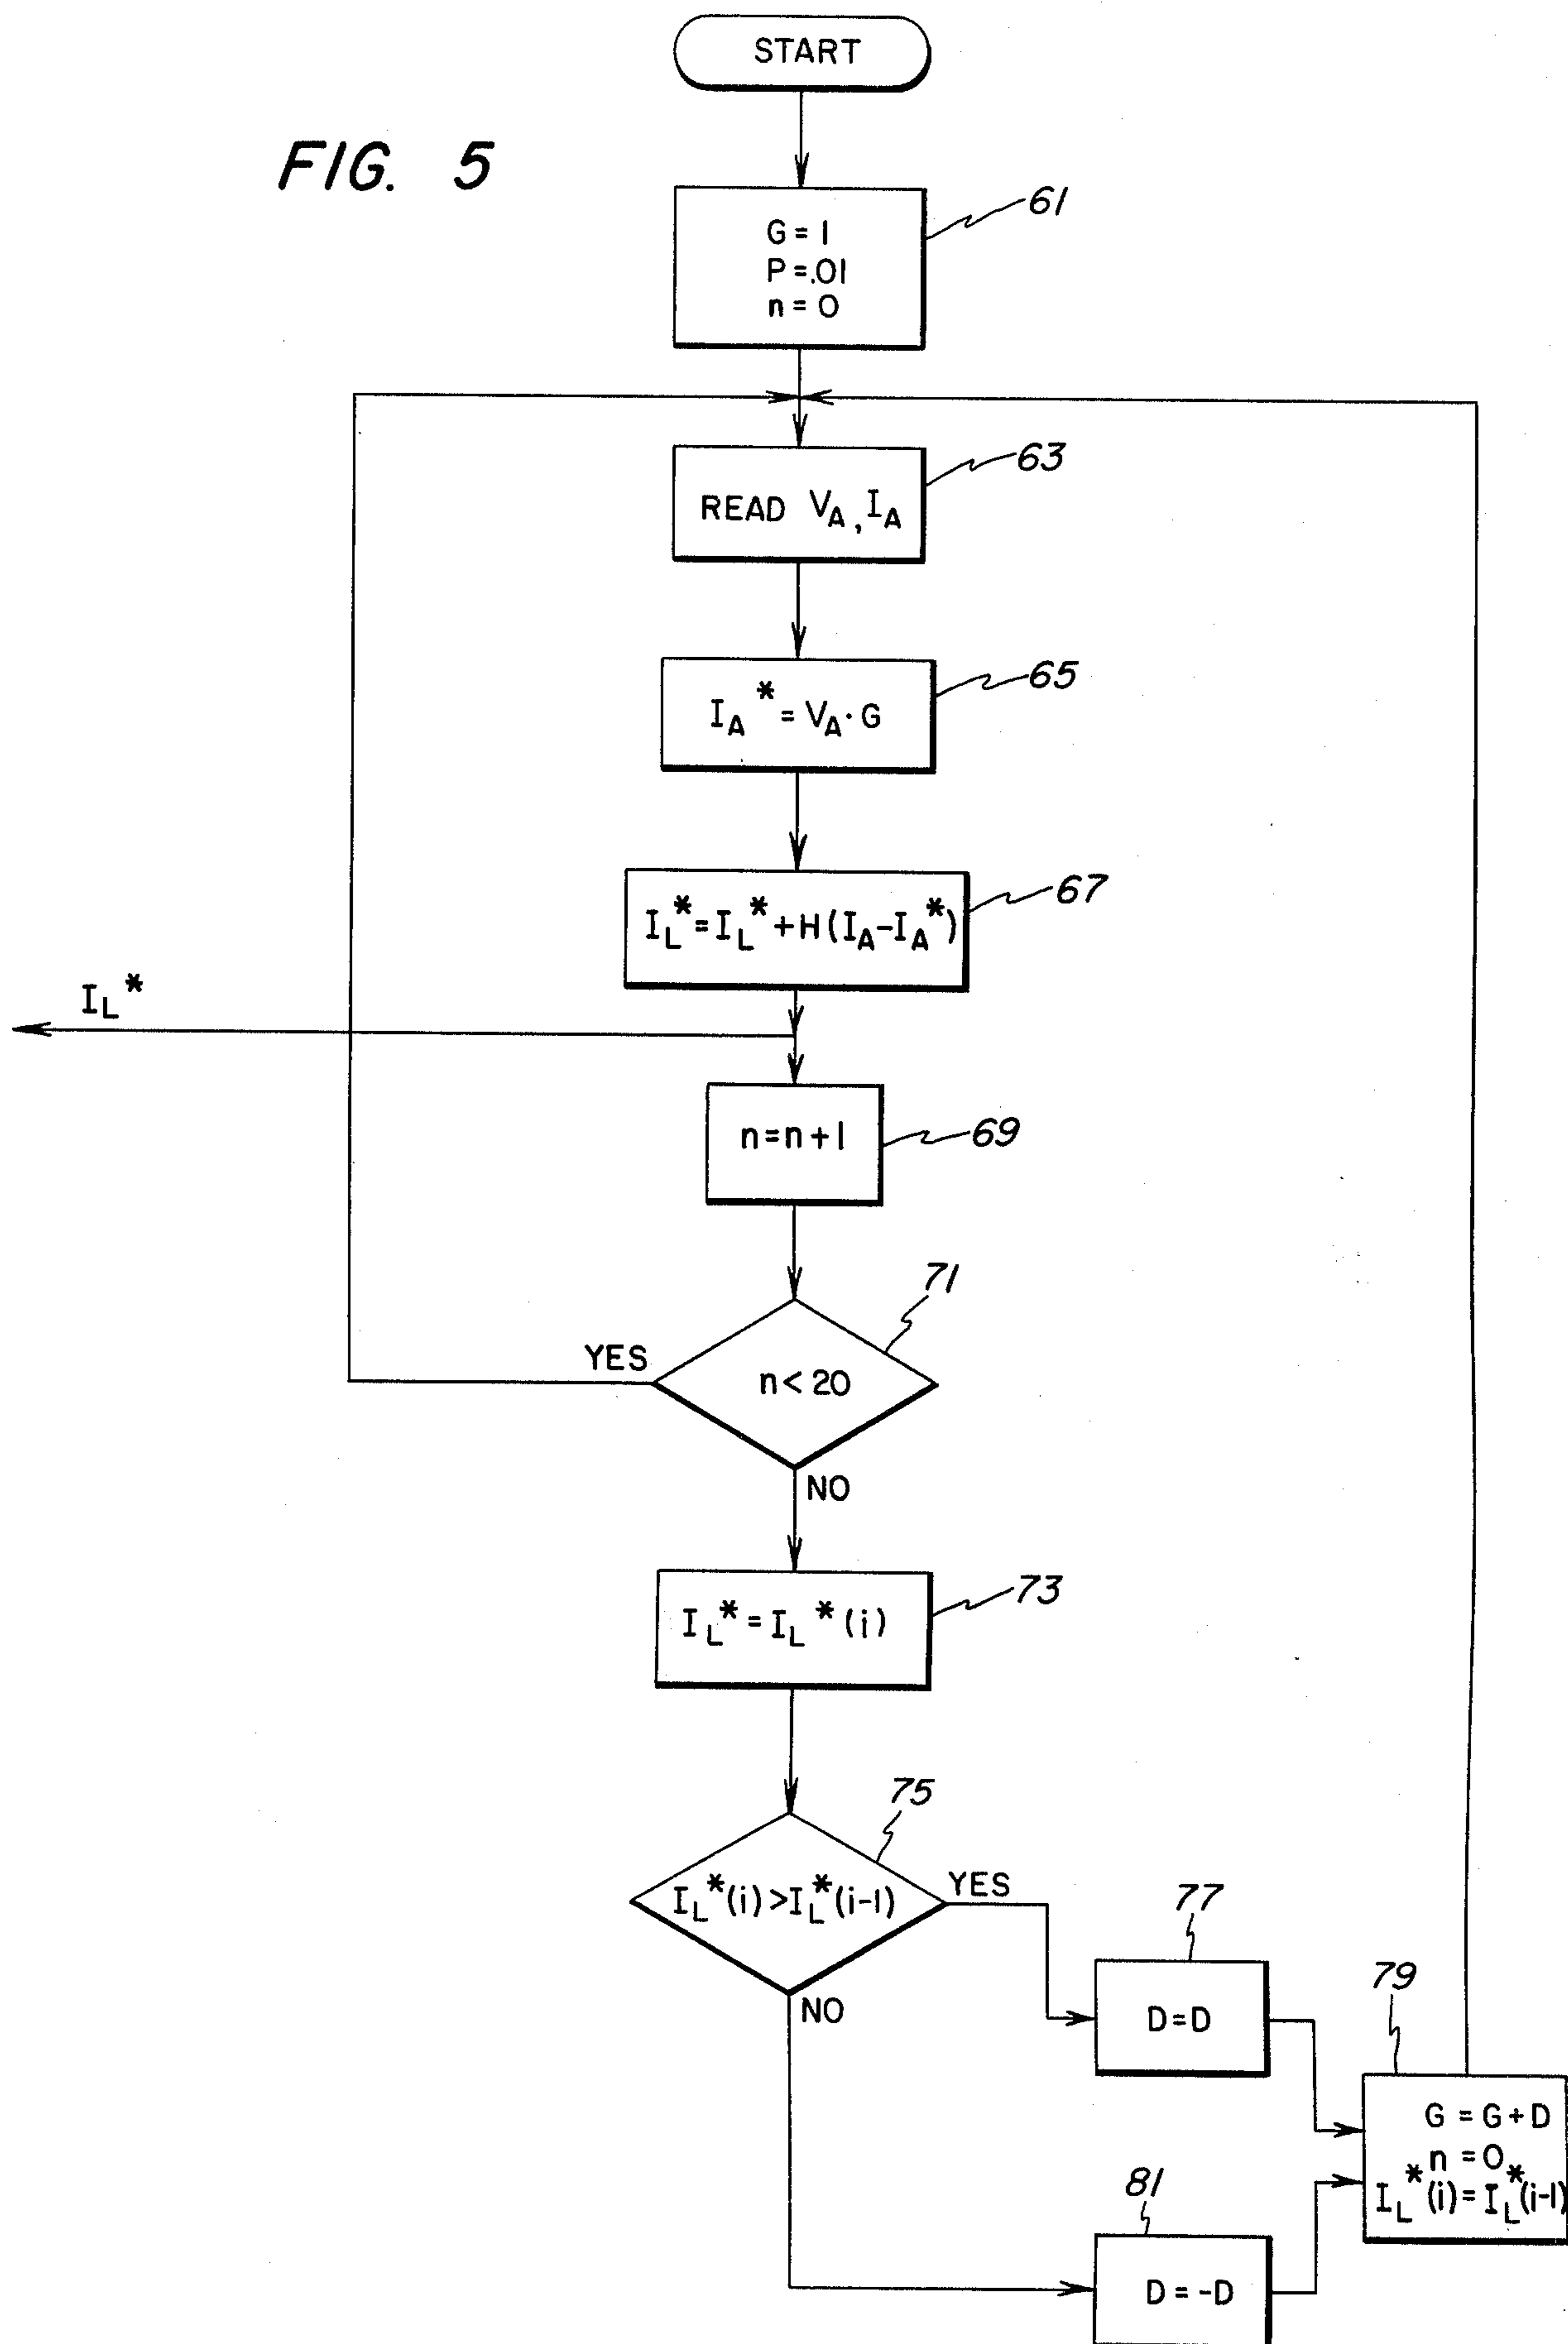 START
FIG. 5
61
G = 1
P = .01
n = 0
63
READ V_A, I_A
65
I_A* = V_A · G
67
I_L* = I_L* + H(I_A - I_A*)
I_L*
n = n + 1
69
71
YES
n < 20
NO
73
I_L* = I_L*(i)
75
I_L*(i) > I_L*(i-1)
YES
77
NO
D = D
79
G = G + D
n = 0
I_L*(i) = I_L*(i-1)
81
D = -D